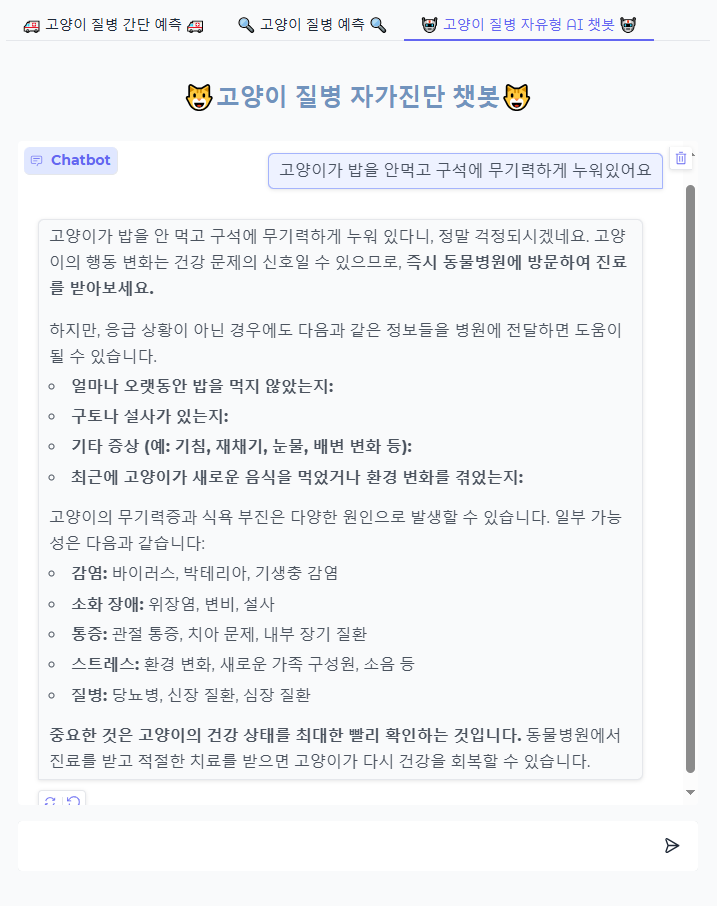 🚑 고양이 질병 간단 예측 🚑
🔍 고양이 질병 예측 🔍
고양이 질병 자유형 AI 챗봇
🐱고양이 질병 자가진단 챗봇🐱
Chatbot
고양이가 밥을 안먹고 구석에 무기력하게 누워있어요
고양이가 밥을 안 먹고 구석에 무기력하게 누워 있다니, 정말 걱정되시겠네요. 고양
이의 행동 변화는 건강 문제의 신호일 수 있으므로, 즉시 동물병원에 방문하여 진료
를 받아보세요.
하지만, 응급 상황이 아닌 경우에도 다음과 같은 정보들을 병원에 전달하면 도움이
될 수 있습니다.
◦ 얼마나 오랫동안 밥을 먹지 않았는지:
◦ 구토나 설사가 있는지:
◦ 기타 증상 (예: 기침, 재채기, 눈물, 배변 변화 등):
◦ 최근에 고양이가 새로운 음식을 먹었거나 환경 변화를 겪었는지:
고양이의 무기력증과 식욕 부진은 다양한 원인으로 발생할 수 있습니다. 일부 가능
성은 다음과 같습니다:
◦ 감염: 바이러스, 박테리아, 기생충 감염
◦ 소화 장애: 위장염, 변비, 설사
◦ 통증: 관절 통증, 치아 문제, 내부 장기 질환
◦ 스트레스: 환경 변화, 새로운 가족 구성원, 소음 등
◦ 질병: 당뇨병, 신장 질환, 심장 질환
중요한 것은 고양이의 건강 상태를 최대한 빨리 확인하는 것입니다. 동물병원에서
진료를 받고 적절한 치료를 받으면 고양이가 다시 건강을 회복할 수 있습니다.